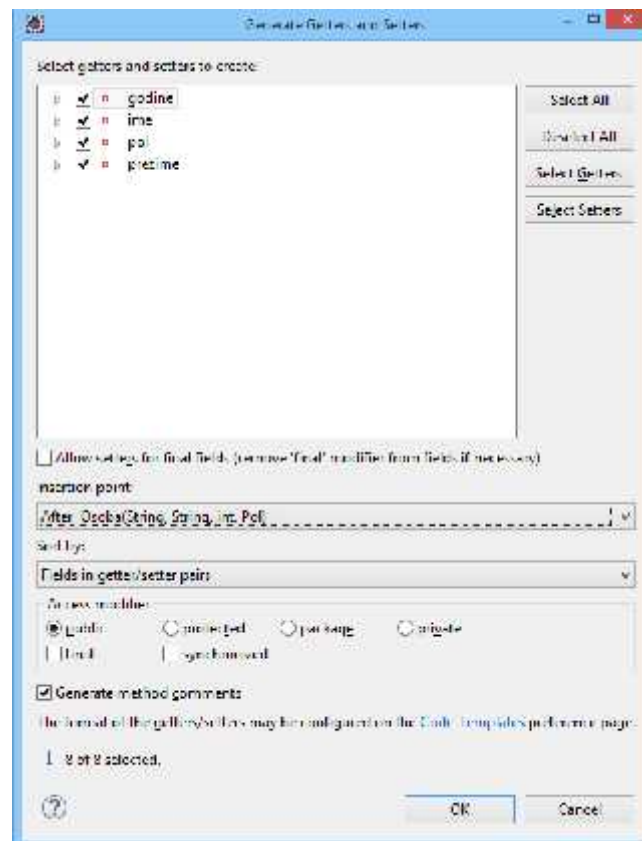 Generate Getters and Setters
Select getters and setters to create:
godine
ime
pol
prezime
Select All
Deselect All
Select Getters
Select Setters
Allow setters for final fields (remove 'final' modifier from fields if necessary)
Insertion point:
After 'Osoba(String, String, int, Pol)'
Sort by:
Fields in getter/setter pairs
Access modifier
public protected package private
final synchronized
Generate method comments
The format of the getters/setters may be configured on the Code Templates preference page.
i 8 of 8 selected.
? OK Cancel